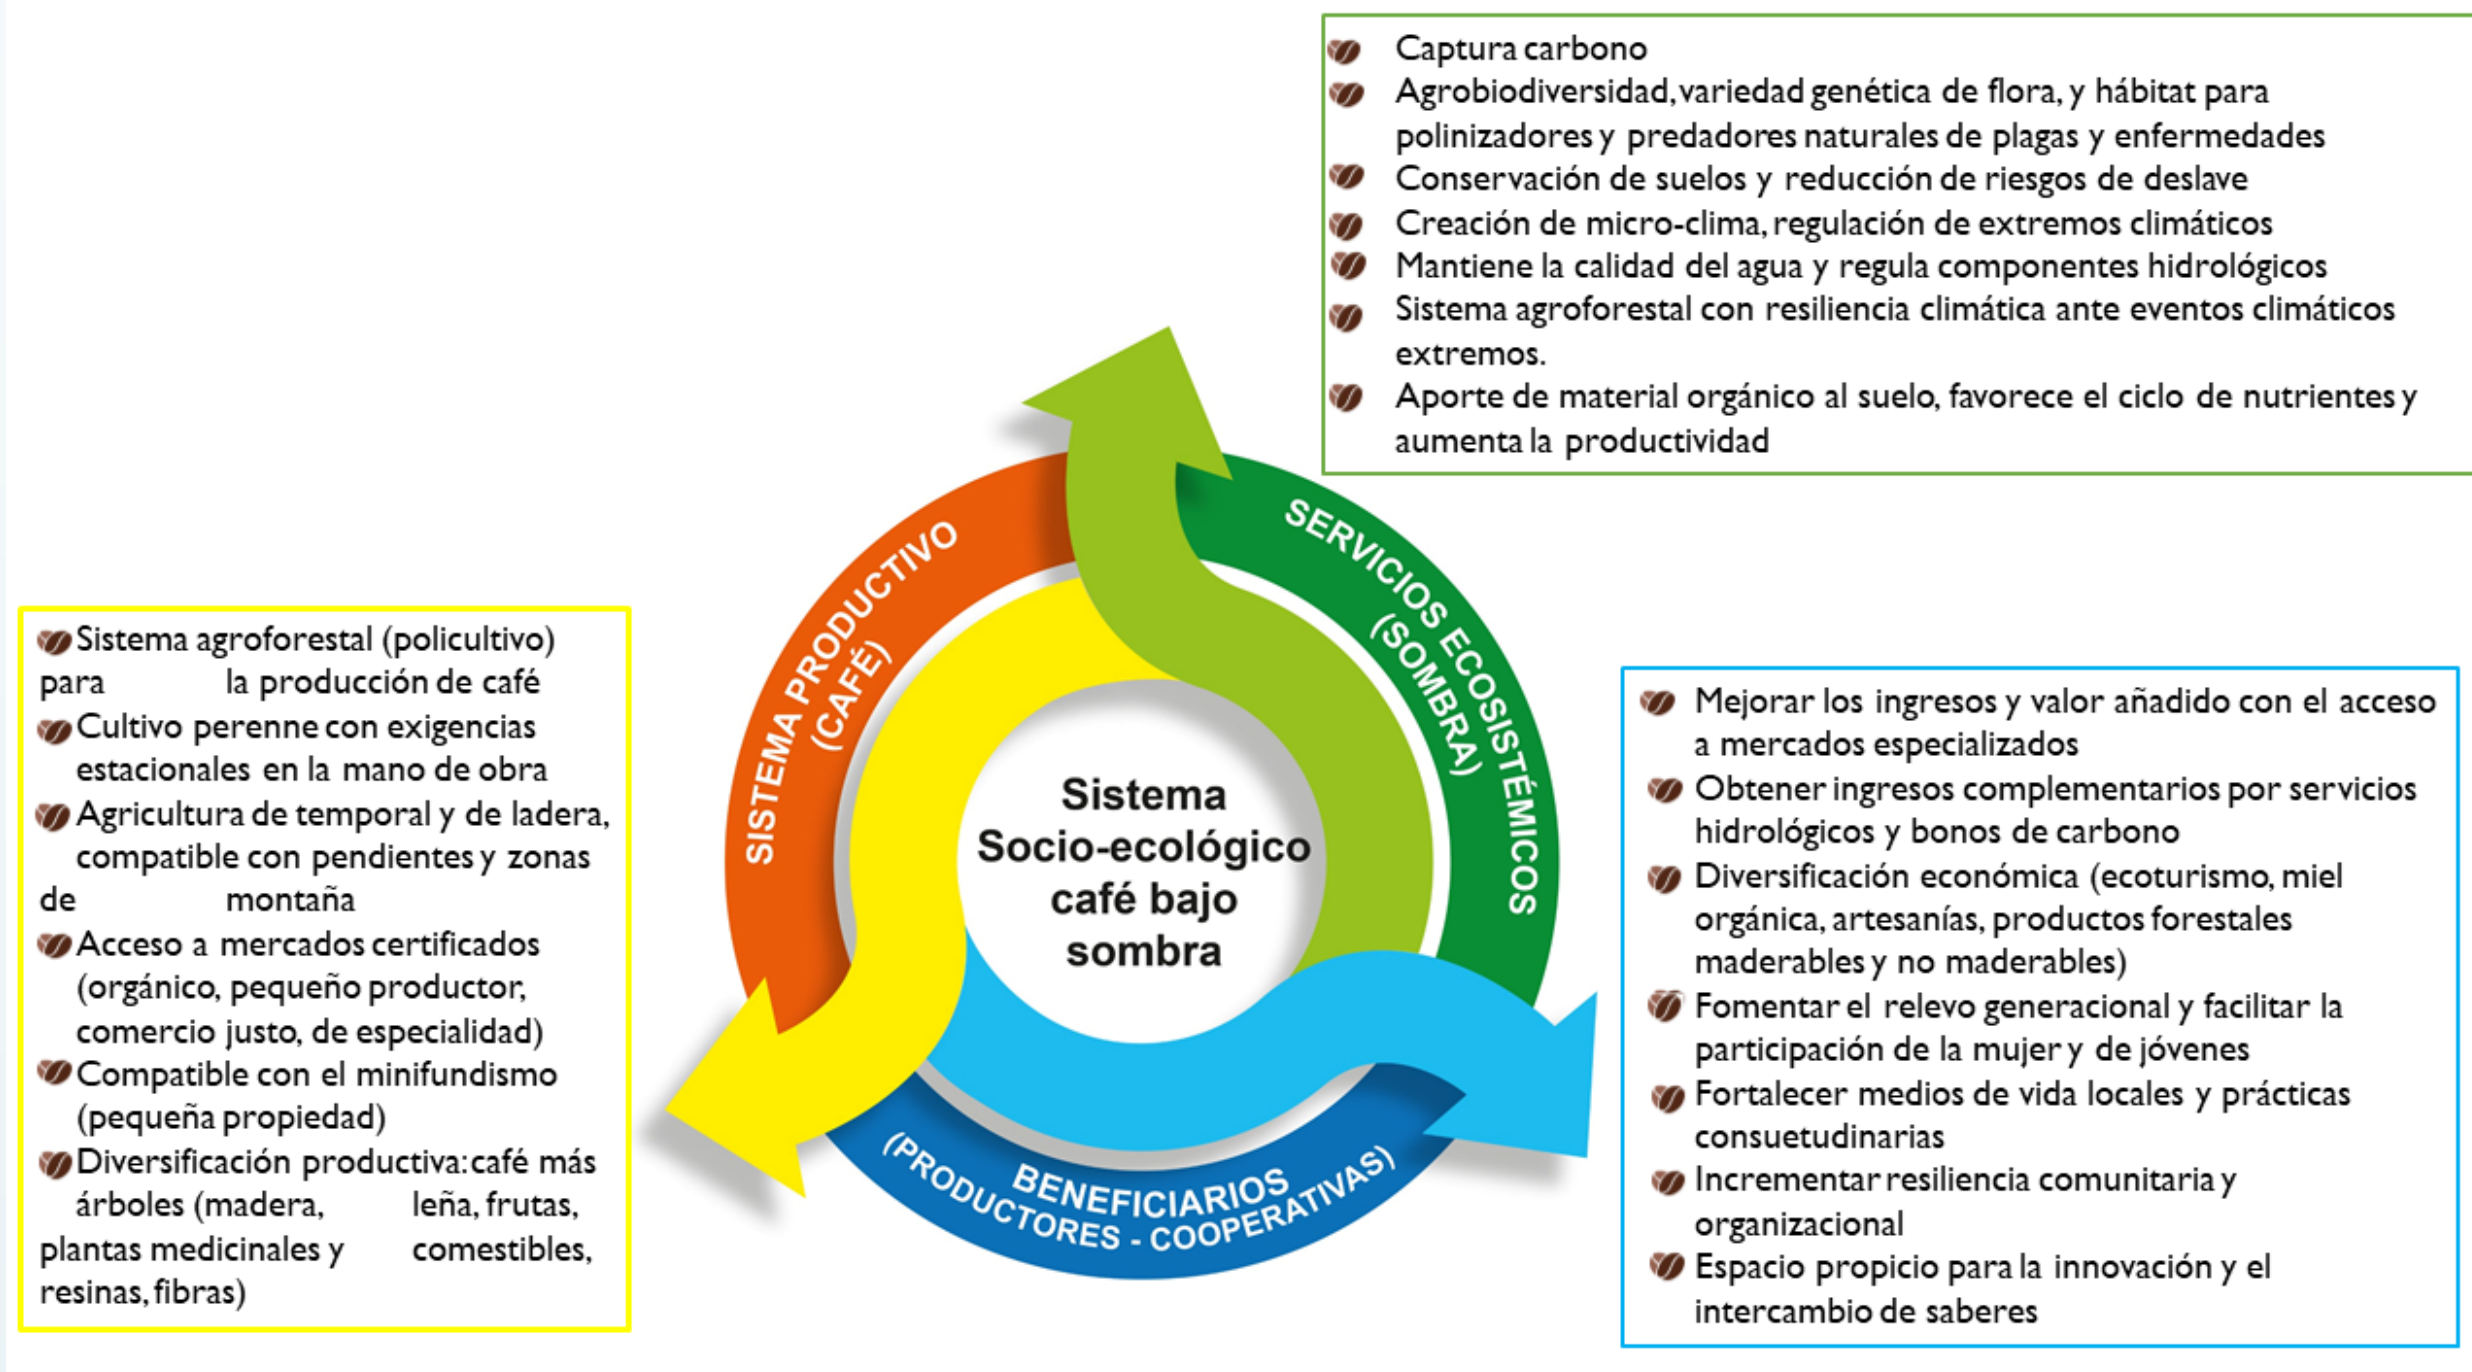 Captura carbono
Agrobiodiversidad, variedad genética de flora, y hábitat para
polinizadores y predadores naturales de plagas y enfermedades
Conservación de suelos y reducción de riesgos de deslave
Creación de micro-clima, regulación de extremos climáticos
Mantiene la calidad del agua y regula componentes hidrológicos
Sistema agroforestal con resiliencia climática ante eventos climáticos
extremos.
Aporte de material orgánico al suelo, favorece el ciclo de nutrientes y
aumenta la productividad
SISTEMA PRODUCTIVO
(CAFÉ)
SERVICIOS ECOSISTÉMICOS
(SOMBRA)
Sistema
Socio-ecológico
café bajo
sombra
BENEFICIARIOS
(PRODUCTORES - COOPERATIVAS)
Sistema agroforestal (policultivo)
para la producción de café
Cultivo perenne con exigencias
estacionales en la mano de obra
Agricultura de temporal y de ladera,
compatible con pendientes y zonas
de montaña
Acceso a mercados certificados
(orgánico, pequeño productor,
comercio justo, de especialidad)
Compatible con el minifundismo
(pequeña propiedad)
Diversificación productiva: café más
árboles (madera, leña, frutas,
plantas medicinales y comestibles,
resinas, fibras)
Mejorar los ingresos y valor añadido con el acceso
a mercados especializados
Obtener ingresos complementarios por servicios
hidrológicos y bonos de carbono
Diversificación económica (ecoturismo, miel
orgánica, artesanías, productos forestales
maderables y no maderables)
Fomentar el relevo generacional y facilitar la
participación de la mujer y de jóvenes
Fortalecer medios de vida locales y prácticas
consuetudinarias
Incrementar resiliencia comunitaria y
organizacional
Espacio propicio para la innovación y el
intercambio de saberes